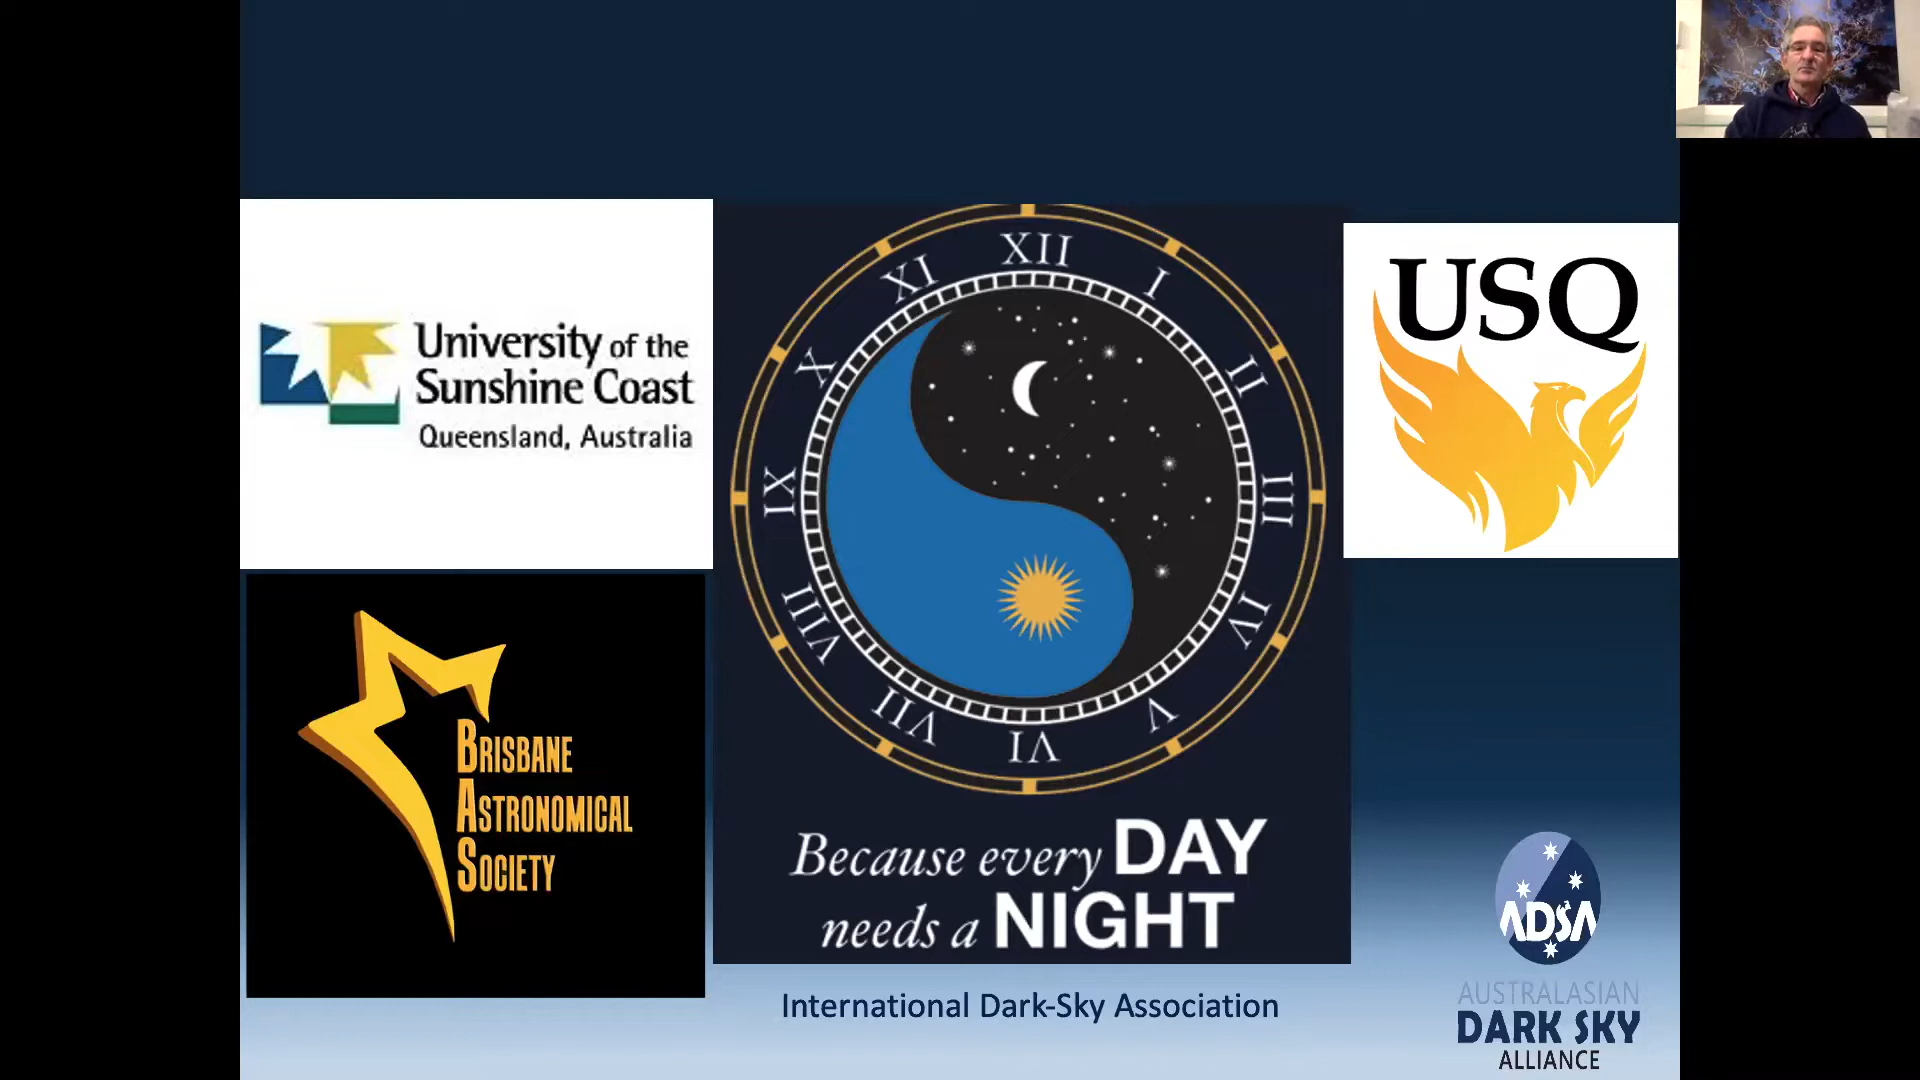 University of the
Sunshine Coast
Queensland, Australia
XII
I
II
III
IV
V
VI
VII
VIII
IX
X
XI
USQ
BRISBANE
ASTRONOMICAL
SOCIETY
Because every DAY
needs a NIGHT
International Dark-Sky Association
ADSA
AUSTRALASIAN
DARK SKY
ALLIANCE